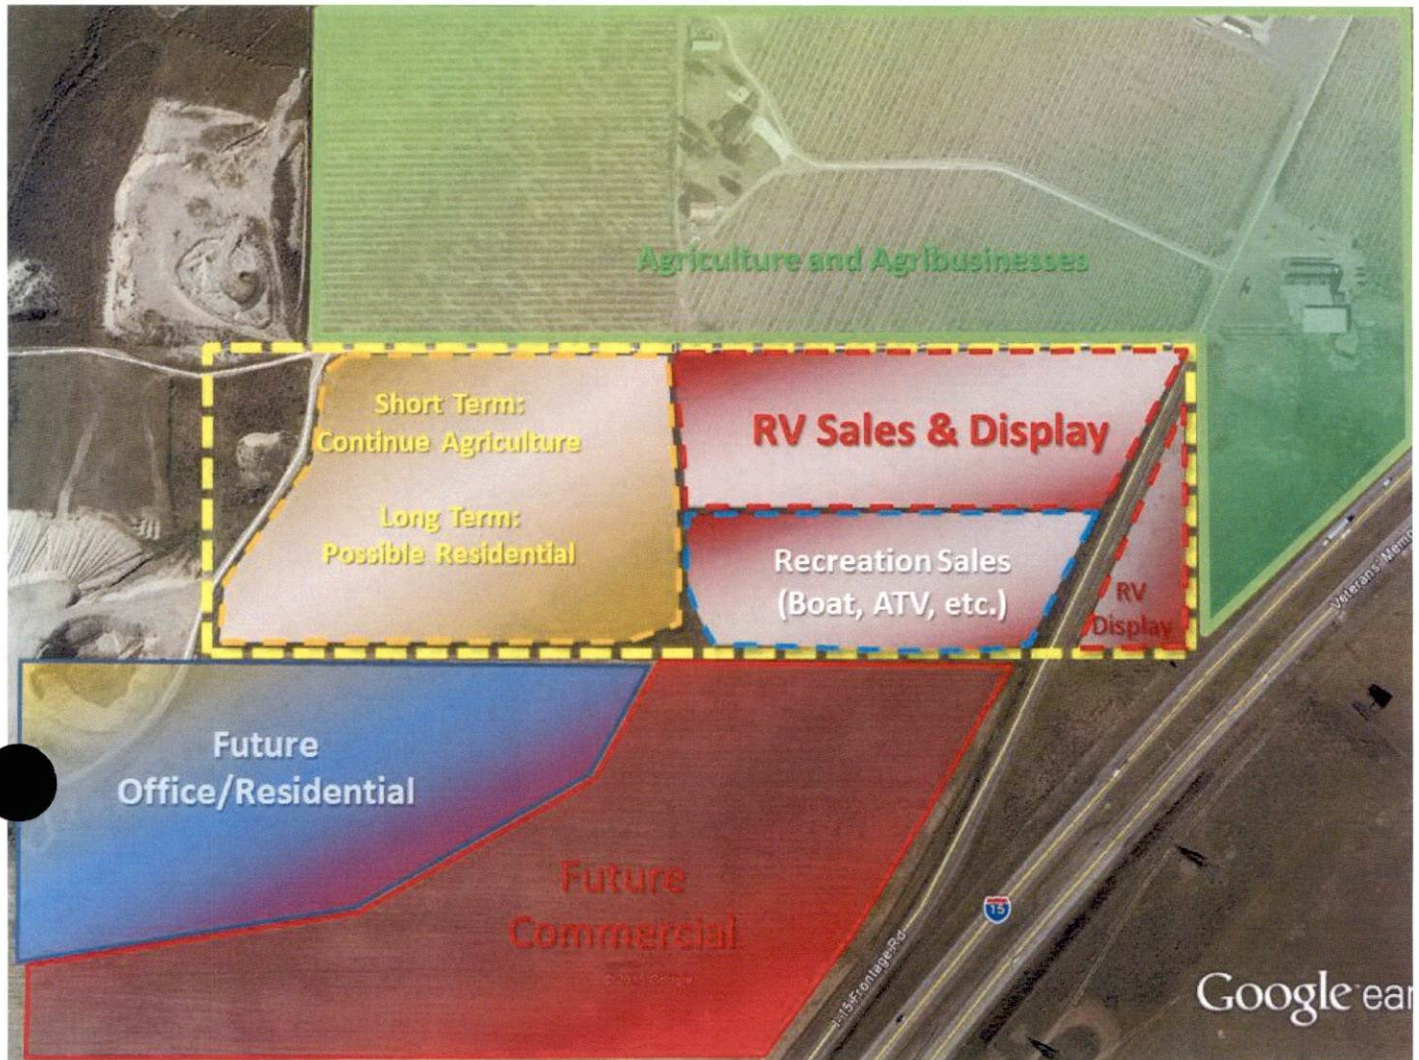 Agriculture and Agribusinesses
Short Term:
Continue Agriculture
Long Term:
Possible Residential
RV Sales & Display
Recreation Sales
(Boat, ATV, etc.)
RV
Display
Future
Office/Residential
Future
Commercial
I-15 Frontage Rd
15
Veterans Memo
Google ear